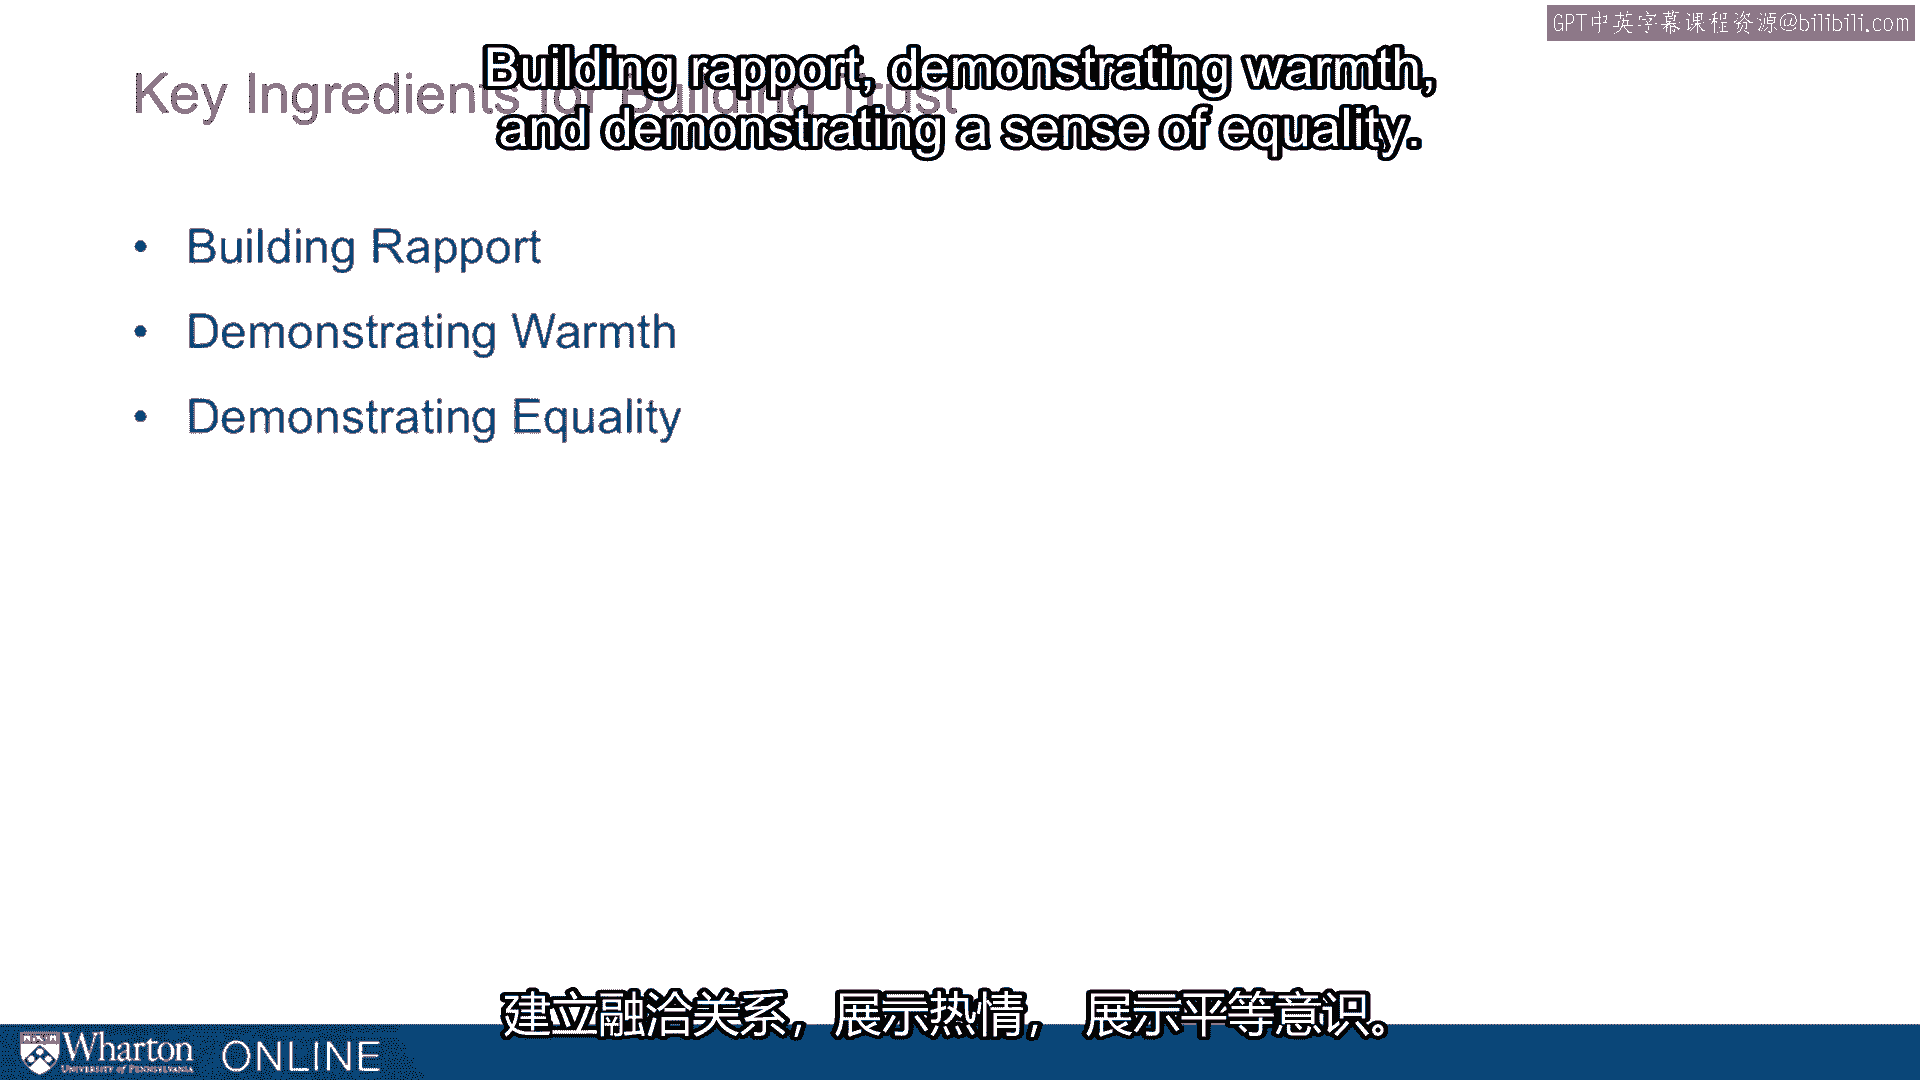 GPT中英字幕课程资源@bilibili.com
Key Ingredients for Building Trust
Building rapport, demonstrating warmth,
and demonstrating a sense of equality.
• Building Rapport
• Demonstrating Warmth
• Demonstrating Equality
建立融洽关系，展示热情， 展示平等意识。
Wharton ONLINE
UNIVERSITY of PENNSYLVANIA